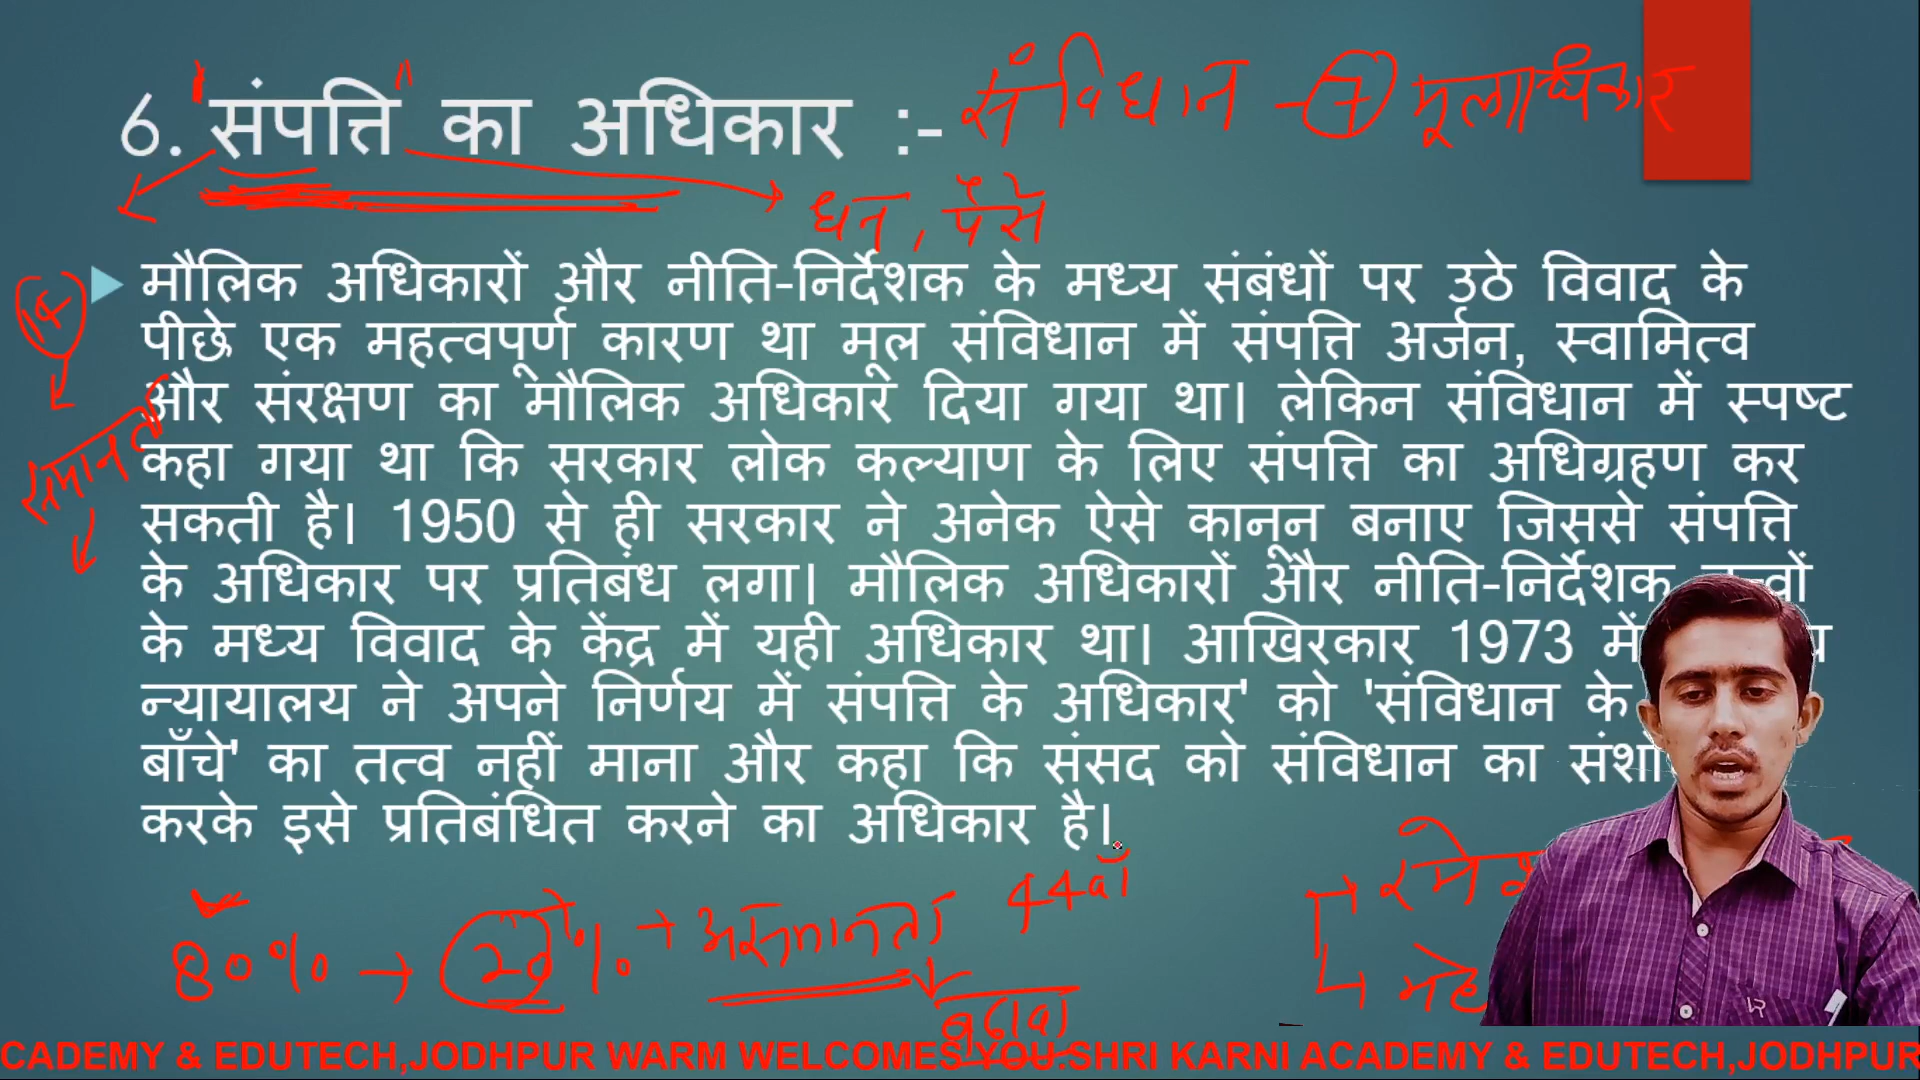 6. संपत्ति का अधिकार :-
संविधान - 7 मूलाधिकार
धन, पैसे
मौलिक अधिकारों और नीति-निर्देशक के मध्य संबंधों पर उठे विवाद के
पीछे एक महत्वपूर्ण कारण था मूल संविधान में संपत्ति अर्जन, स्वामित्व
और संरक्षण का मौलिक अधिकार दिया गया था। लेकिन संविधान में स्पष्ट
कहा गया था कि सरकार लोक कल्याण के लिए संपत्ति का अधिग्रहण कर
सकती है। 1950 से ही सरकार ने अनेक ऐसे कानून बनाए जिससे संपत्ति
के अधिकार पर प्रतिबंध लगा। मौलिक अधिकारों और नीति-निर्देशक
के मध्य विवाद के केंद्र में यही अधिकार था। आखिरकार 1973 में
न्यायालय ने अपने निर्णय में संपत्ति के अधिकार' को 'संविधान के
बाँचे' का तत्व नहीं माना और कहा कि संसद को संविधान का
करके इसे प्रतिबंधित करने का अधिकार है।
समानता
80% → 20% → असमानता 44वाँ
बढावा
CADEMY & EDUTECH,JODHPUR WARM WELCOMES YOU.SHRI KARNI ACADEMY & EDUTECH,JODHPUR